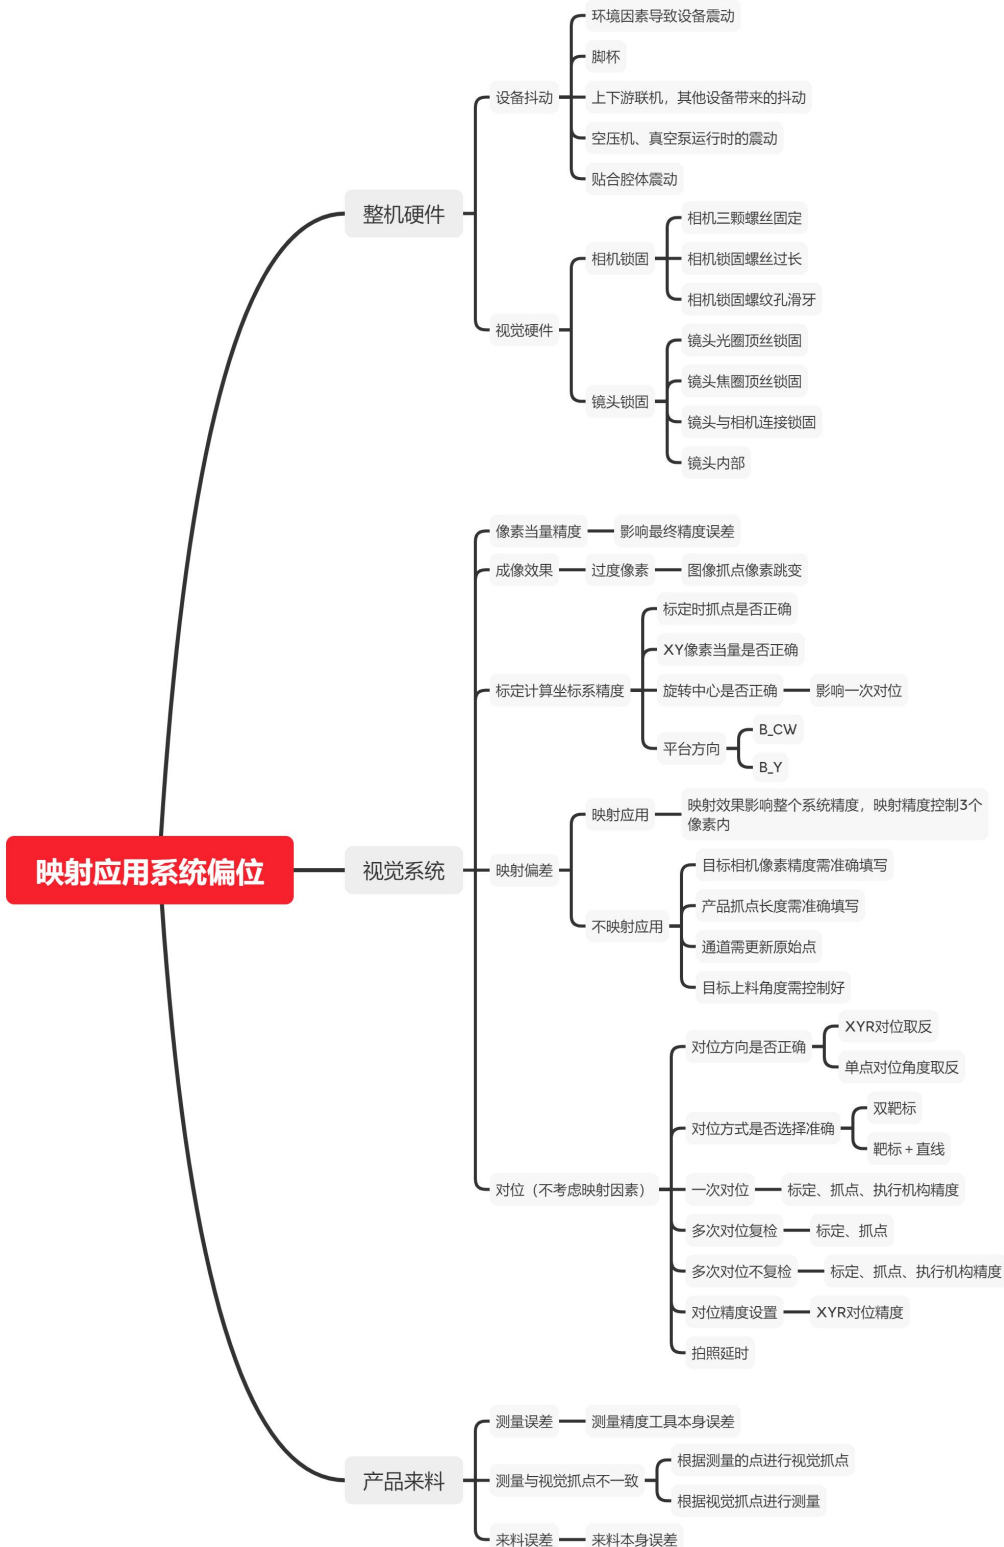 映射应用系统偏位
整机硬件
设备抖动
环境因素导致设备震动
脚杯
上下游联机，其他设备带来的抖动
空压机、真空泵运行时的震动
贴合腔体震动
视觉硬件
相机锁固
相机三颗螺丝固定
相机锁固螺丝过长
相机锁固螺纹孔滑牙
镜头锁固
镜头光圈顶丝锁固
镜头焦圈顶丝锁固
镜头与相机连接锁固
镜头内部
视觉系统
像素当量精度
影响最终精度误差
成像效果
过度像素
图像抓点像素跳变
标定计算坐标系精度
标定时抓点是否正确
XY像素当量是否正确
旋转中心是否正确
影响一次对位
平台方向
B_CW
B_Y
映射偏差
映射应用
映射效果影响整个系统精度，映射精度控制3个
像素内
不映射应用
目标相机像素精度需准确填写
产品抓点长度需准确填写
通道需更新原始点
目标上料角度需控制好
对位（不考虑映射因素）
对位方向是否正确
XYR对位取反
单点对位角度取反
对位方式是否选择准确
双靶标
靶标＋直线
一次对位
标定、抓点、执行机构精度
多次对位复检
标定、抓点
多次对位不复检
标定、抓点、执行机构精度
对位精度设置
XYR对位精度
拍照延时
产品来料
测量误差
测量精度工具本身误差
测量与视觉抓点不一致
根据测量的点进行视觉抓点
根据视觉抓点进行测量
来料误差
来料本身误差